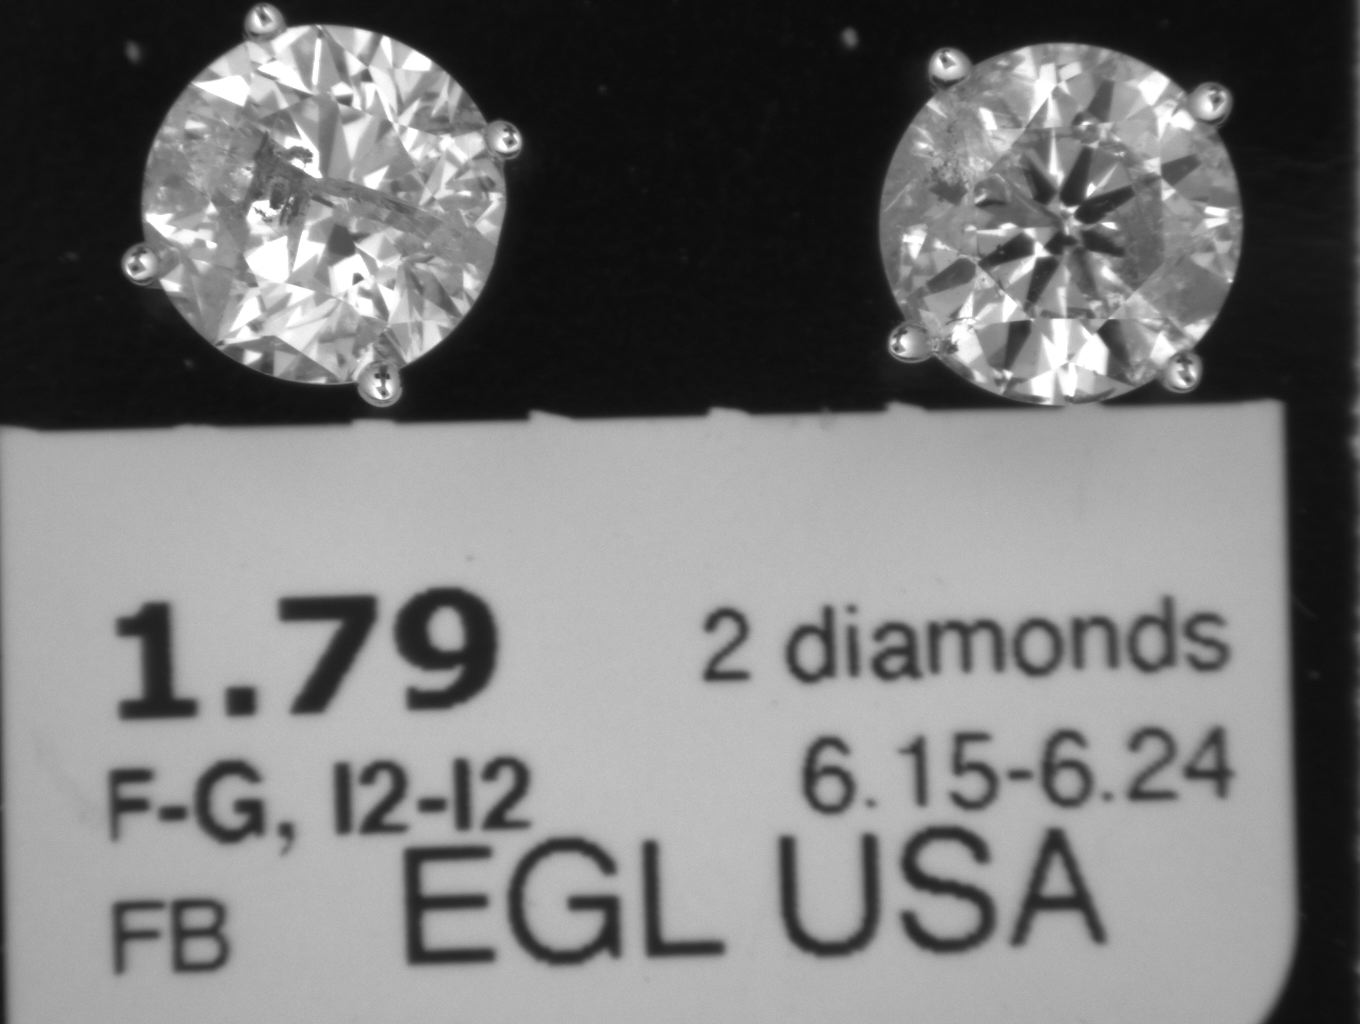 1.79 2 diamonds
F-G, I2-I2 6.15-6.24
FB EGL USA